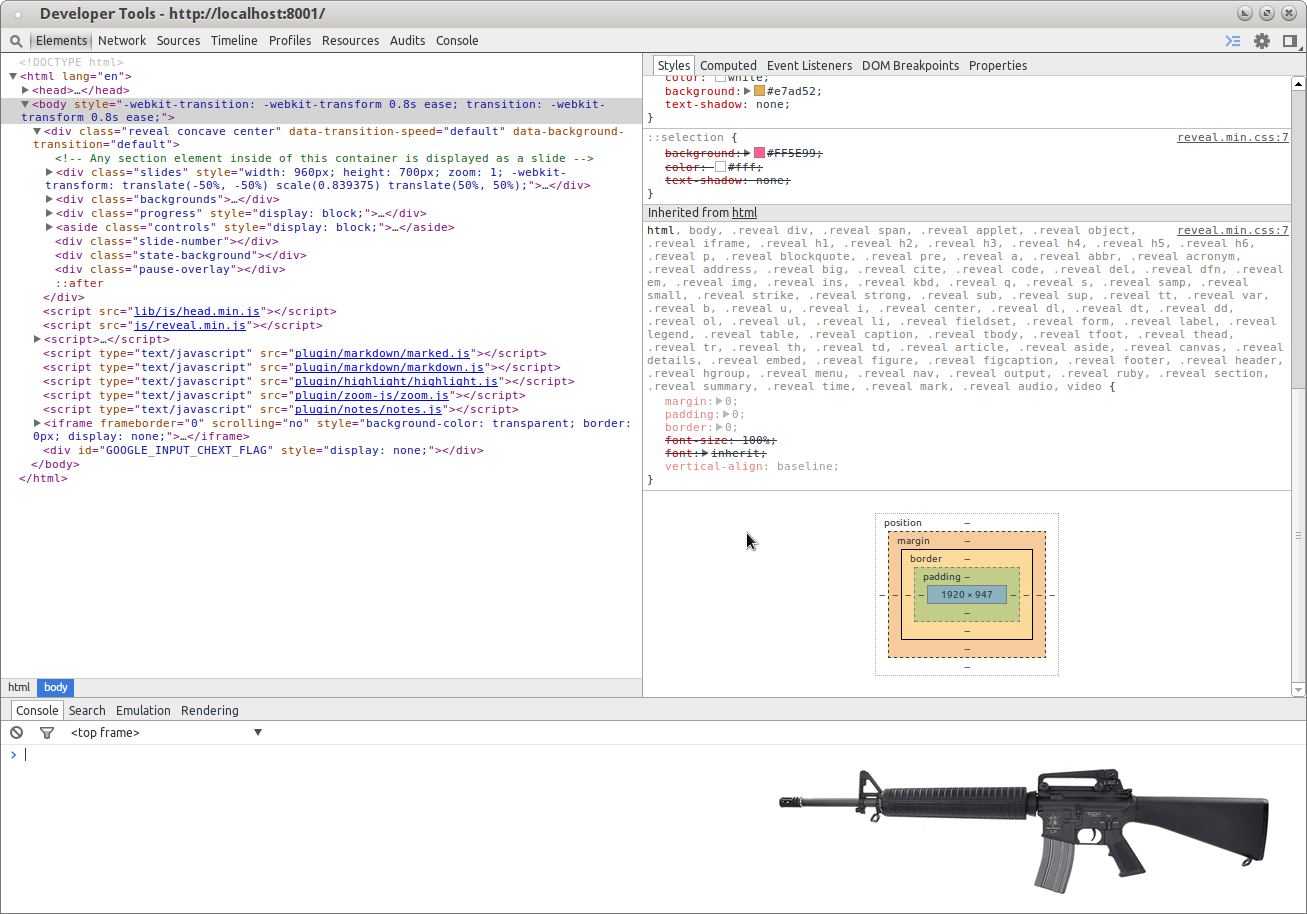 Developer Tools - http://localhost:8001/
Elements Network Sources Timeline Profiles Resources Audits Console
<!DOCTYPE html>
<html lang="en">
<head>…</head>
<body style="-webkit-transition: -webkit-transform 0.8s ease; transition: -webkit-
transform 0.8s ease;">
<div class="reveal concave center" data-transition-speed="default" data-background-
transition="default">
<!-- Any section element inside of this container is displayed as a slide -->
<div class="slides" style="width: 960px; height: 700px; zoom: 1; -webkit-
transform: translate(-50%, -50%) scale(0.839375) translate(50%, 50%);">…</div>
<div class="backgrounds">…</div>
<div class="progress" style="display: block;">…</div>
<aside class="controls" style="display: block;">…</aside>
<div class="slide-number"></div>
<div class="state-background"></div>
<div class="pause-overlay"></div>
::after
</div>
<script src="lib/js/head.min.js"></script>
<script src="js/reveal.min.js"></script>
<script>…</script>
<script type="text/javascript" src="plugin/markdown/marked.js"></script>
<script type="text/javascript" src="plugin/markdown/markdown.js"></script>
<script type="text/javascript" src="plugin/highlight/highlight.js"></script>
<script type="text/javascript" src="plugin/zoom-js/zoom.js"></script>
<script type="text/javascript" src="plugin/notes/notes.js"></script>
<iframe frameborder="0" scrolling="no" style="background-color: transparent; border:
0px; display: none;">…</iframe>
<div id="GOOGLE_INPUT_CHEXT_FLAG" style="display: none;"></div>
</body>
</html>
html body
Styles Computed Event Listeners DOM Breakpoints Properties
color: white;
background: #e7ad52;
text-shadow: none;
}
::selection { reveal.min.css:7
background: #FF5E99;
color: #fff;
text-shadow: none;
}
Inherited from html
html, body, .reveal div, .reveal span, .reveal applet, .reveal object, reveal.min.css:7
.reveal iframe, .reveal h1, .reveal h2, .reveal h3, .reveal h4, .reveal h5, .reveal h6,
.reveal p, .reveal blockquote, .reveal pre, .reveal a, .reveal abbr, .reveal acronym,
.reveal address, .reveal big, .reveal cite, .reveal code, .reveal del, .reveal dfn, .reveal
em, .reveal img, .reveal ins, .reveal kbd, .reveal q, .reveal s, .reveal samp, .reveal
small, .reveal strike, .reveal strong, .reveal sub, .reveal sup, .reveal tt, .reveal var,
.reveal b, .reveal u, .reveal i, .reveal center, .reveal dl, .reveal dt, .reveal dd,
.reveal ol, .reveal ul, .reveal li, .reveal fieldset, .reveal form, .reveal label, .reveal
legend, .reveal table, .reveal caption, .reveal tbody, .reveal tfoot, .reveal thead,
.reveal tr, .reveal th, .reveal td, .reveal article, .reveal aside, .reveal canvas, .reveal
details, .reveal embed, .reveal figure, .reveal figcaption, .reveal footer, .reveal header,
.reveal hgroup, .reveal menu, .reveal nav, .reveal output, .reveal ruby, .reveal section,
.reveal summary, .reveal time, .reveal mark, .reveal audio, video {
margin: 0;
padding: 0;
border: 0;
font-size: 100%;
font: inherit;
vertical-align: baseline;
}
position –
margin –
border –
padding –
– – – – 1920 × 947 – – – –
–
–
–
–
Console Search Emulation Rendering
<top frame>
>